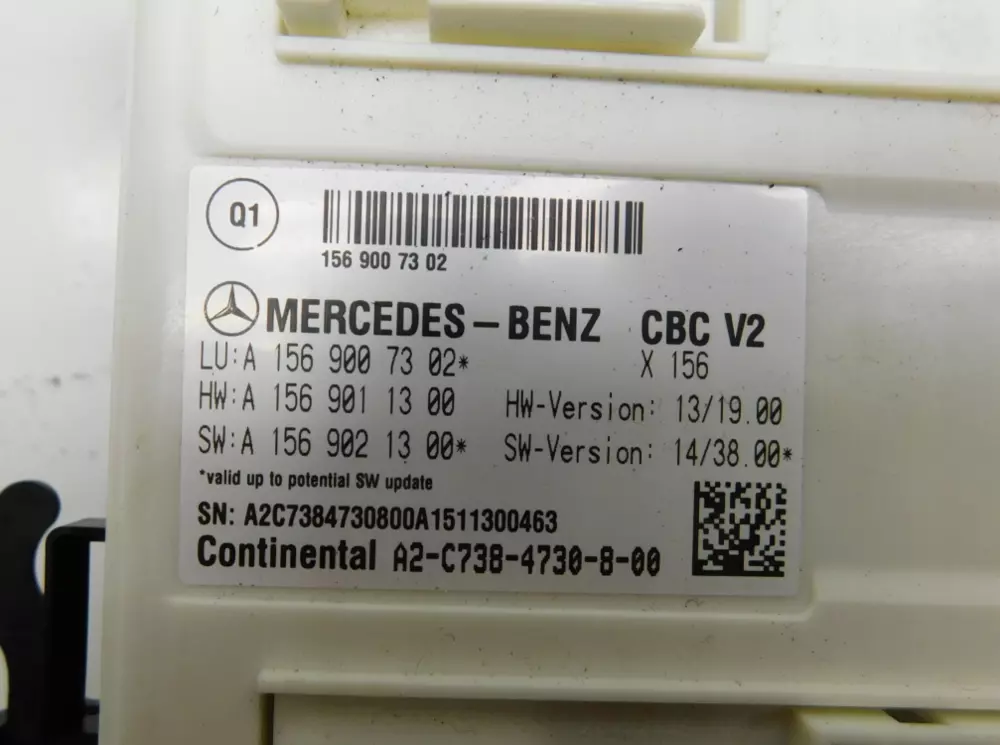 Q1
156 900 73 02
MERCEDES-BENZ CBC V2
LU:A 156 900 73 02* X 156
HW:A 156 901 13 00 HW-Version: 13/19.00
SW:A 156 902 13 00* SW-Version: 14/38.00*
*valid up to potential SW update
SN: A2C7384730800A1511300463
Continental A2-C738-4730-8-00